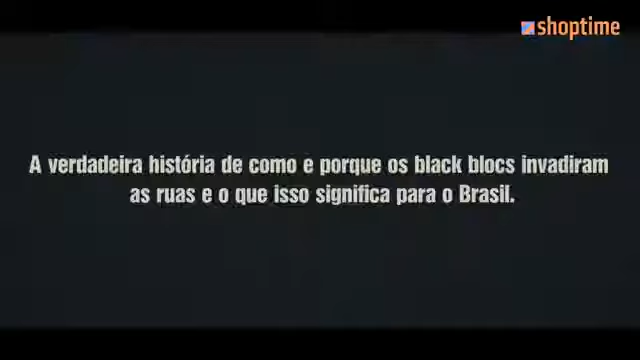 shoptime
A verdadeira história de como e porque os black blocs invadiram
as ruas e o que isso significa para o Brasil.